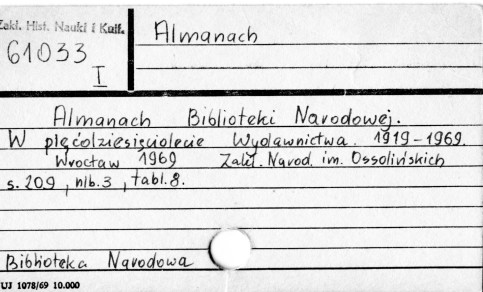 Zakł. Hist. Nauki i Kult.
61033
I
Almanach
Almanach Biblioteki Narodowej.
W pięćdziesięciolecie Wydawnictwa. 1919-1969.
Wrocław 1969 Zakł. Narod. im. Ossolińskich
s. 209, nlb. 3, tabl. 8.
Biblioteka Narodowa
UJ 1078/69 10.000